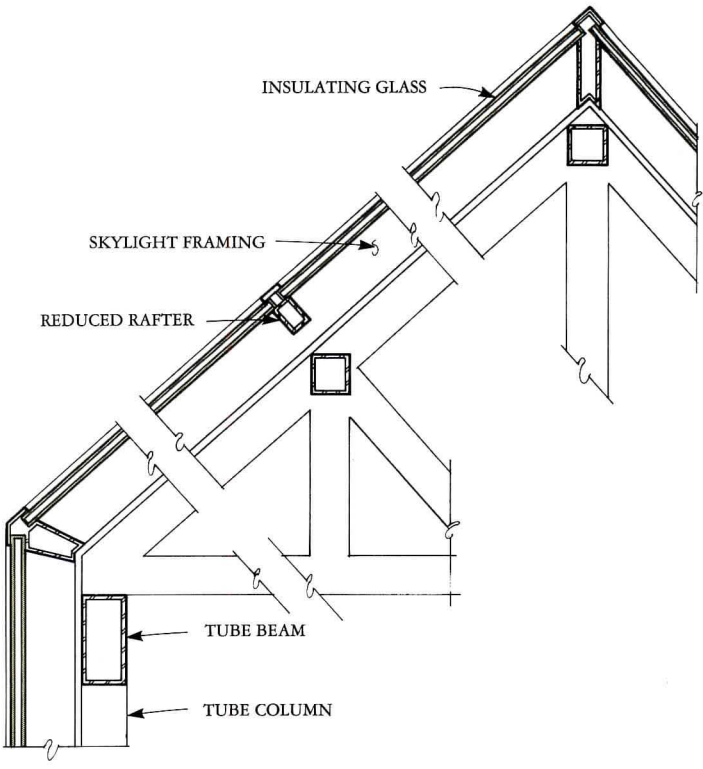 INSULATING GLASS
SKYLIGHT FRAMING
REDUCED RAFTER
TUBE BEAM
TUBE COLUMN